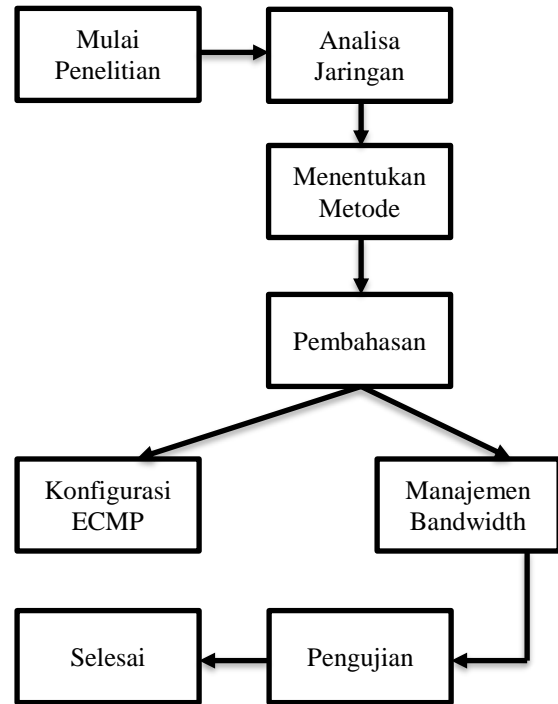 Mulai
Penelitian
Analisa
Jaringan
Menentukan
Metode
Pembahasan
Konfigurasi
ECMP
Manajemen
Bandwidth
Selesai
Pengujian